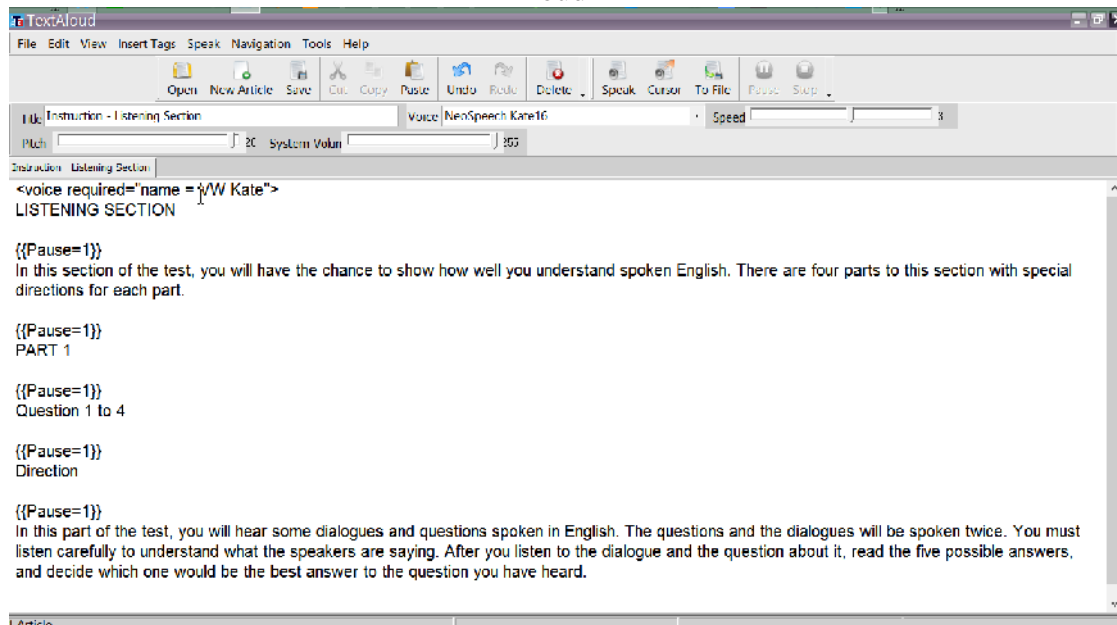 TextAloud
File Edit View Insert Tags Speak Navigation Tools Help
Open New Article Save Cut Copy Paste Undo Redo Delete Speak Cursor To File Pause Stop
Title Instruction - Listening Section Voice NeoSpeech Kate16 Speed 3
Pitch System Volum
Instruction Listening Section
<voice required="name = VW Kate">
LISTENING SECTION
{{Pause=1}}
In this section of the test, you will have the chance to show how well you understand spoken English. There are four parts to this section with special
directions for each part.
{{Pause=1}}
PART 1
{{Pause=1}}
Question 1 to 4
{{Pause=1}}
Direction
{{Pause=1}}
In this part of the test, you will hear some dialogues and questions spoken in English. The questions and the dialogues will be spoken twice. You must
listen carefully to understand what the speakers are saying. After you listen to the dialogue and the question about it, read the five possible answers,
and decide which one would be the best answer to the question you have heard.